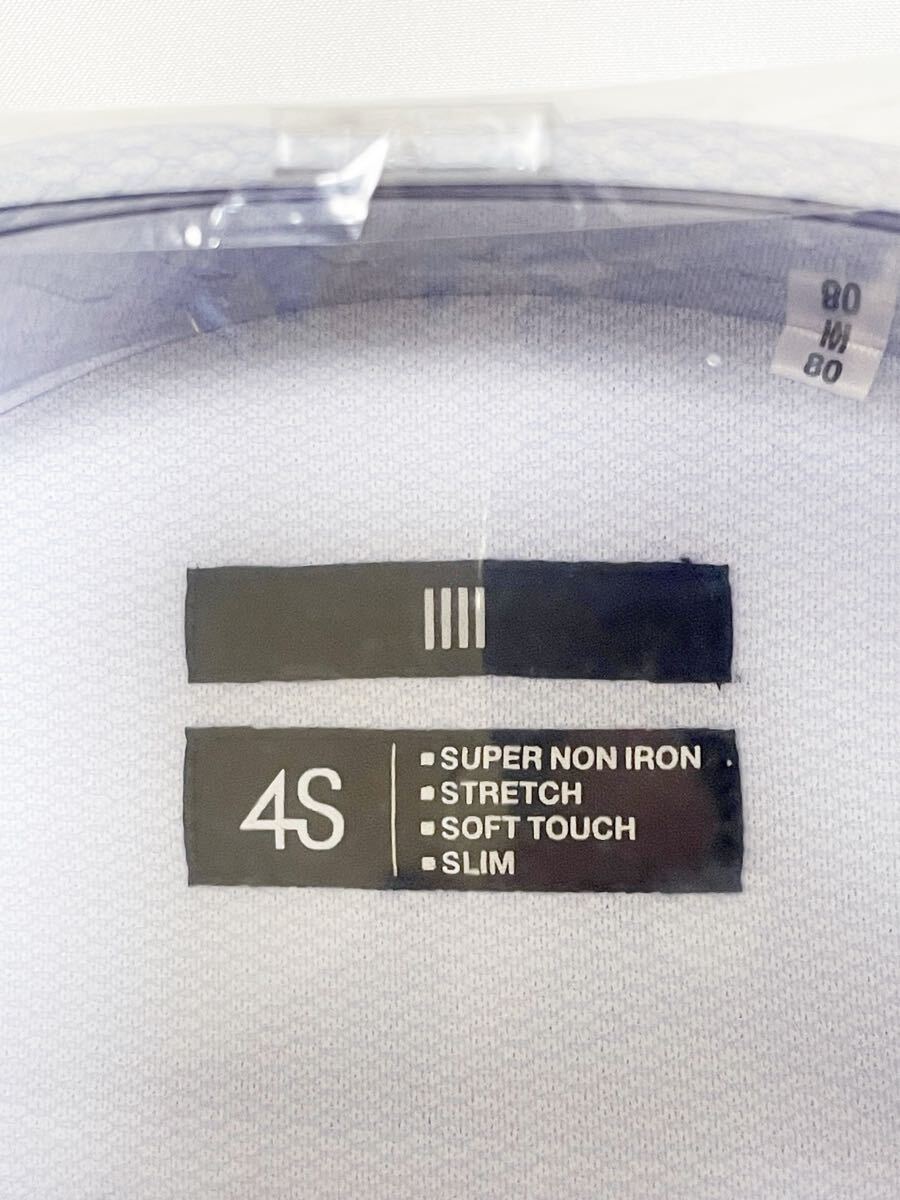 80
M
80
4S
SUPER NON IRON
STRETCH
SOFT TOUCH
SLIM